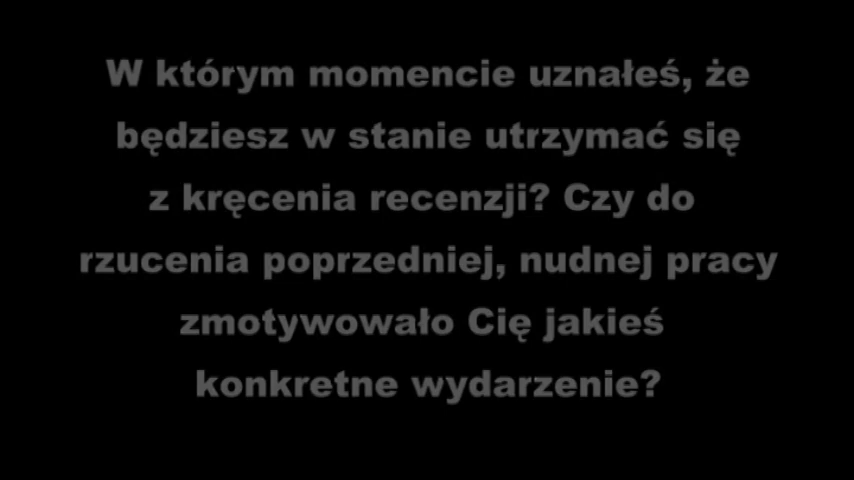 W którym momencie uznałeś, że
będziesz w stanie utrzymać się
z kręcenia recenzji? Czy do
rzucenia poprzedniej, nudnej pracy
zmotywowało Cię jakieś
konkretne wydarzenie?